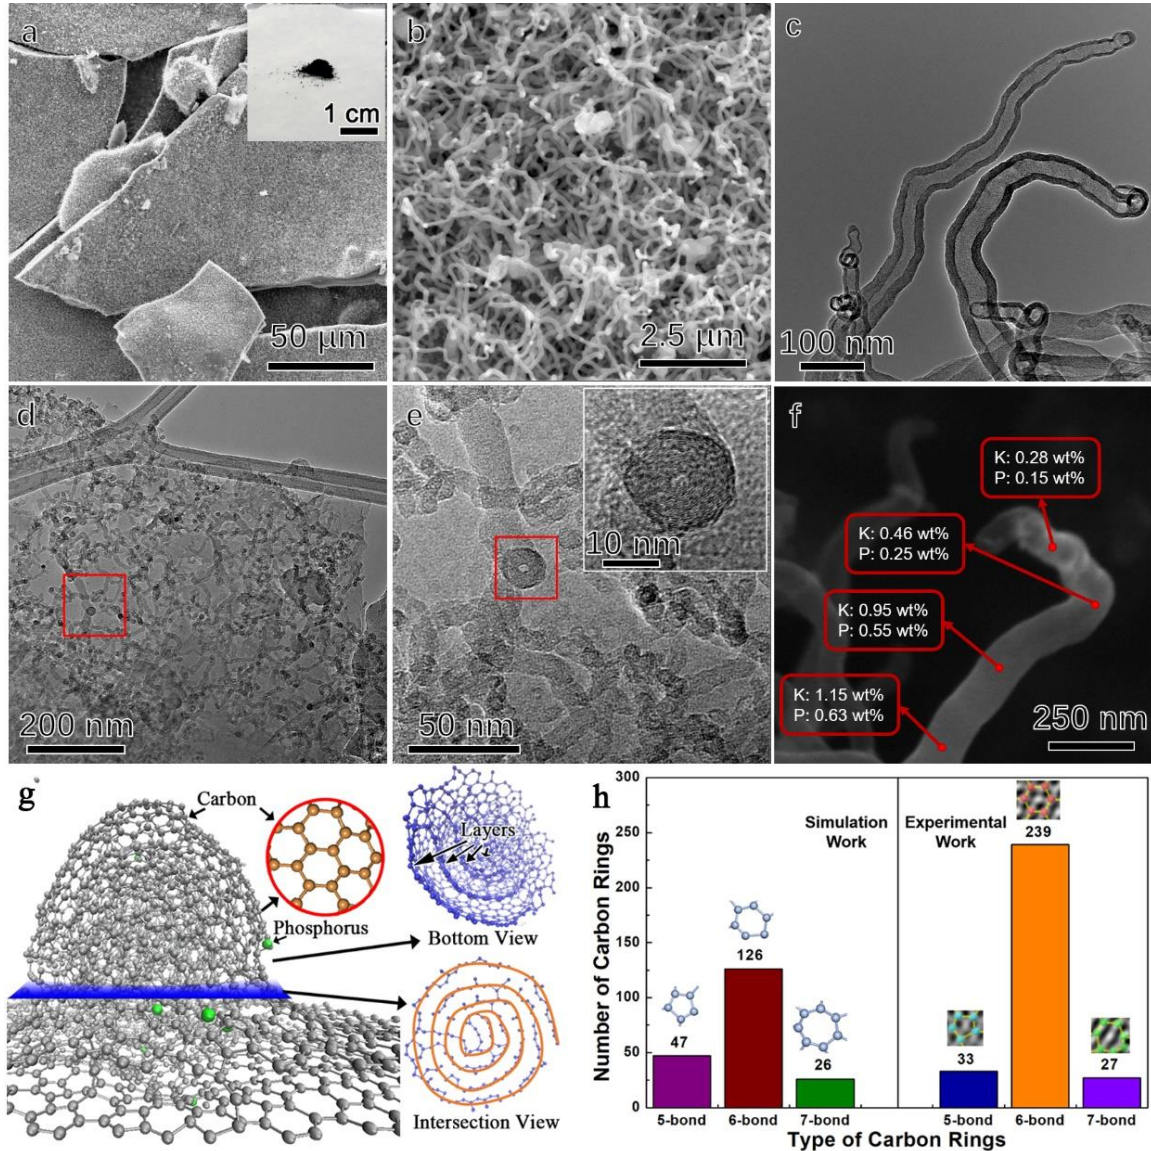 a
1 cm
50 μm
b
2.5 μm
c
100 nm
d
200 nm
e
10 nm
50 nm
f
K: 0.28 wt%
P: 0.15 wt%
K: 0.46 wt%
P: 0.25 wt%
K: 0.95 wt%
P: 0.55 wt%
K: 1.15 wt%
P: 0.63 wt%
250 nm
g
Carbon
Phosphorus
Layers
Bottom View
Intersection View
h
Number of Carbon Rings
300
250
200
150
100
50
0
Simulation
Work
Experimental
Work
47
126
26
33
239
27
5-bond
6-bond
7-bond
5-bond
6-bond
7-bond
Type of Carbon Rings